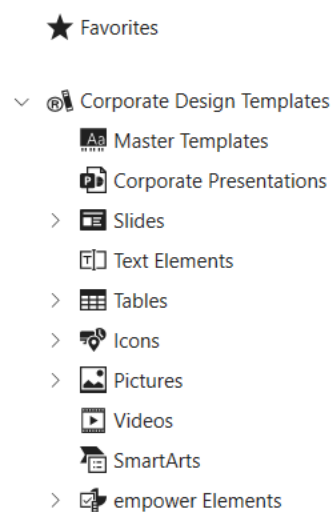 Favorites
Corporate Design Templates
Master Templates
Corporate Presentations
Slides
Text Elements
Tables
Icons
Pictures
Videos
SmartArts
empower Elements